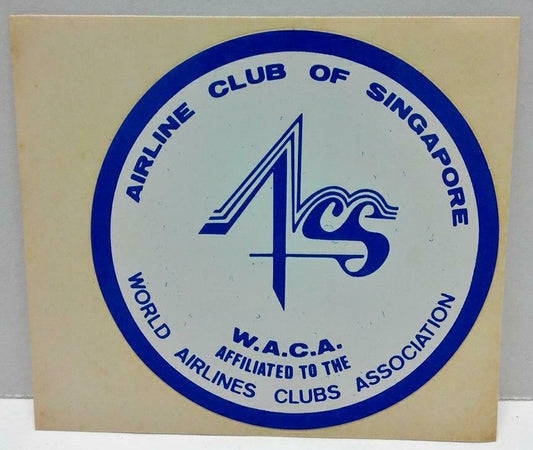 AIRLINE CLUB OF SINGAPORE
ACS
W.A.C.A.
AFFILIATED TO THE
WORLD AIRLINES CLUBS ASSOCIATION